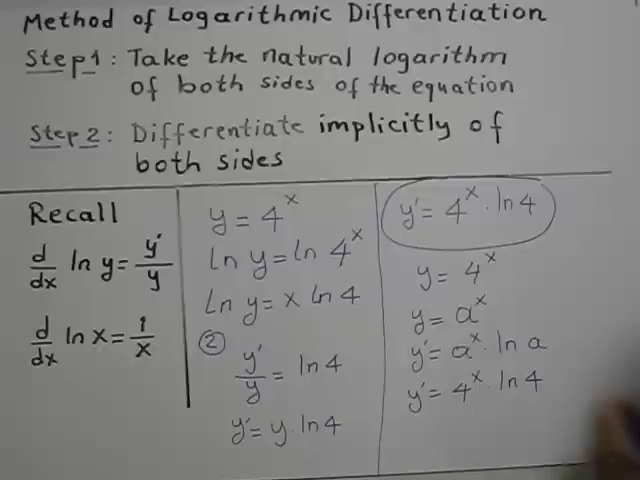 Method of Logarithmic Differentiation
Step 1: Take the natural logarithm
of both sides of the equation
Step 2: Differentiate implicitly of
both sides
Recall
d/dx ln y = y'/y
d/dx ln x = 1/x
y = 4^x
ln y = ln 4^x
ln y = x ln 4
②
y'/y = ln 4
y' = y · ln 4
y' = 4^x · ln 4
y = 4^x
y = a^x
y' = a^x · ln a
y' = 4^x · ln 4